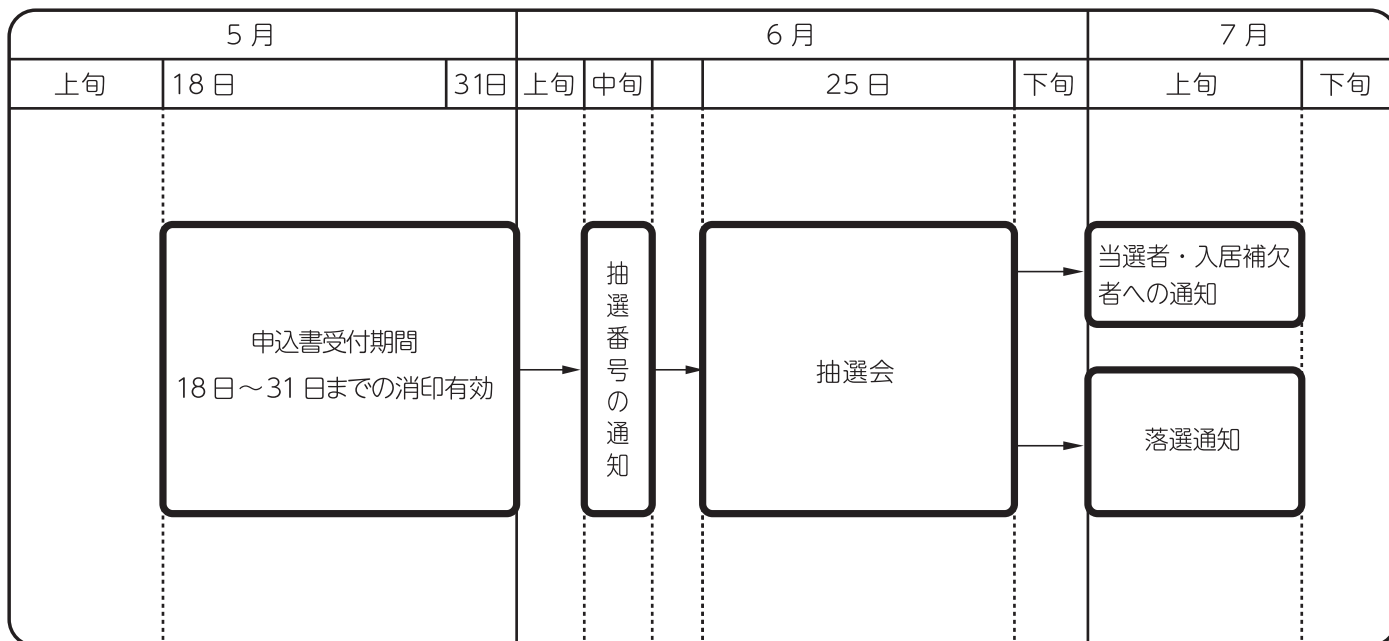 5月
6月
7月
上旬
18日
31日
上旬
中旬
25日
下旬
上旬
下旬
申込書受付期間
18日～31日までの消印有効
抽選番号の通知
抽選会
当選者・入居補欠
者への通知
落選通知